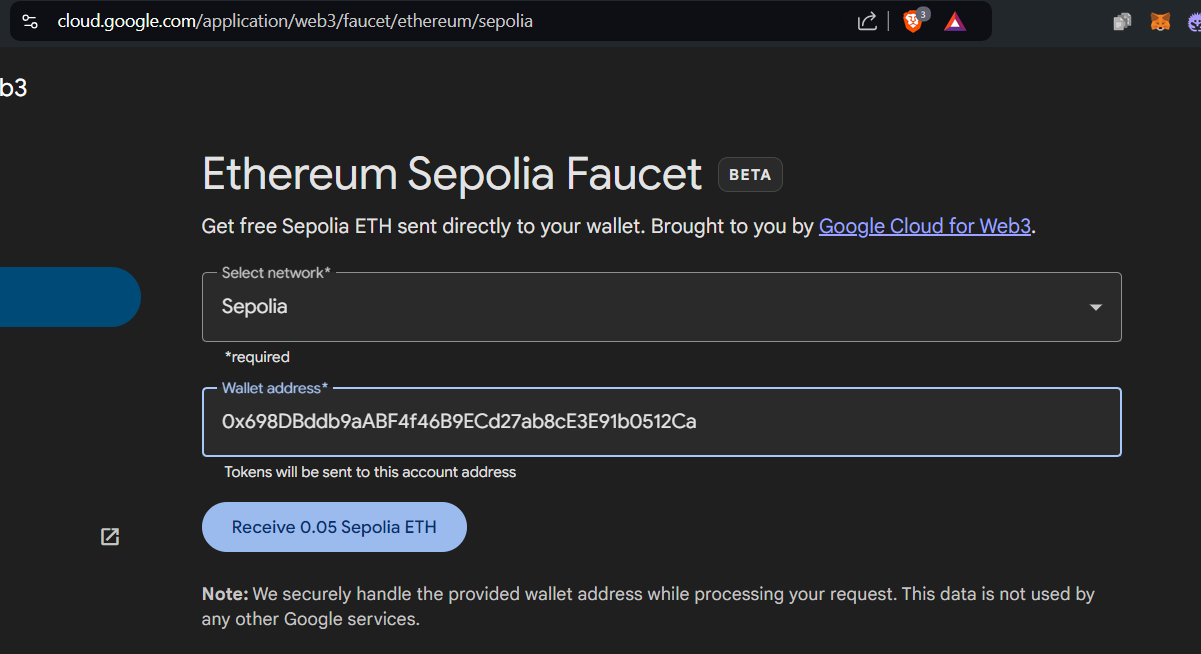 cloud.google.com/application/web3/faucet/ethereum/sepolia
3
b3
Ethereum Sepolia Faucet BETA
Get free Sepolia ETH sent directly to your wallet. Brought to you by Google Cloud for Web3.
Select network*
Sepolia
*required
Wallet address*
0x698DBddb9aABF4f46B9ECd27ab8cE3E91b0512Ca
Tokens will be sent to this account address
Receive 0.05 Sepolia ETH
Note: We securely handle the provided wallet address while processing your request. This data is not used by
any other Google services.